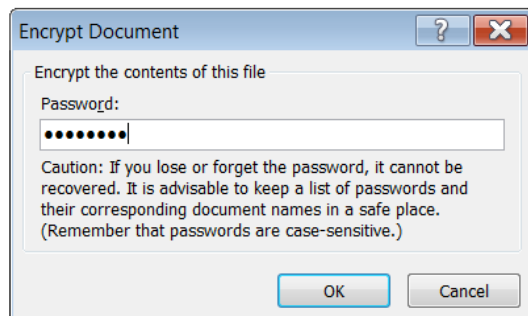 Encrypt Document
Encrypt the contents of this file
Password:
●●●●●●●●
Caution: If you lose or forget the password, it cannot be
recovered. It is advisable to keep a list of passwords and
their corresponding document names in a safe place.
(Remember that passwords are case-sensitive.)
OK Cancel